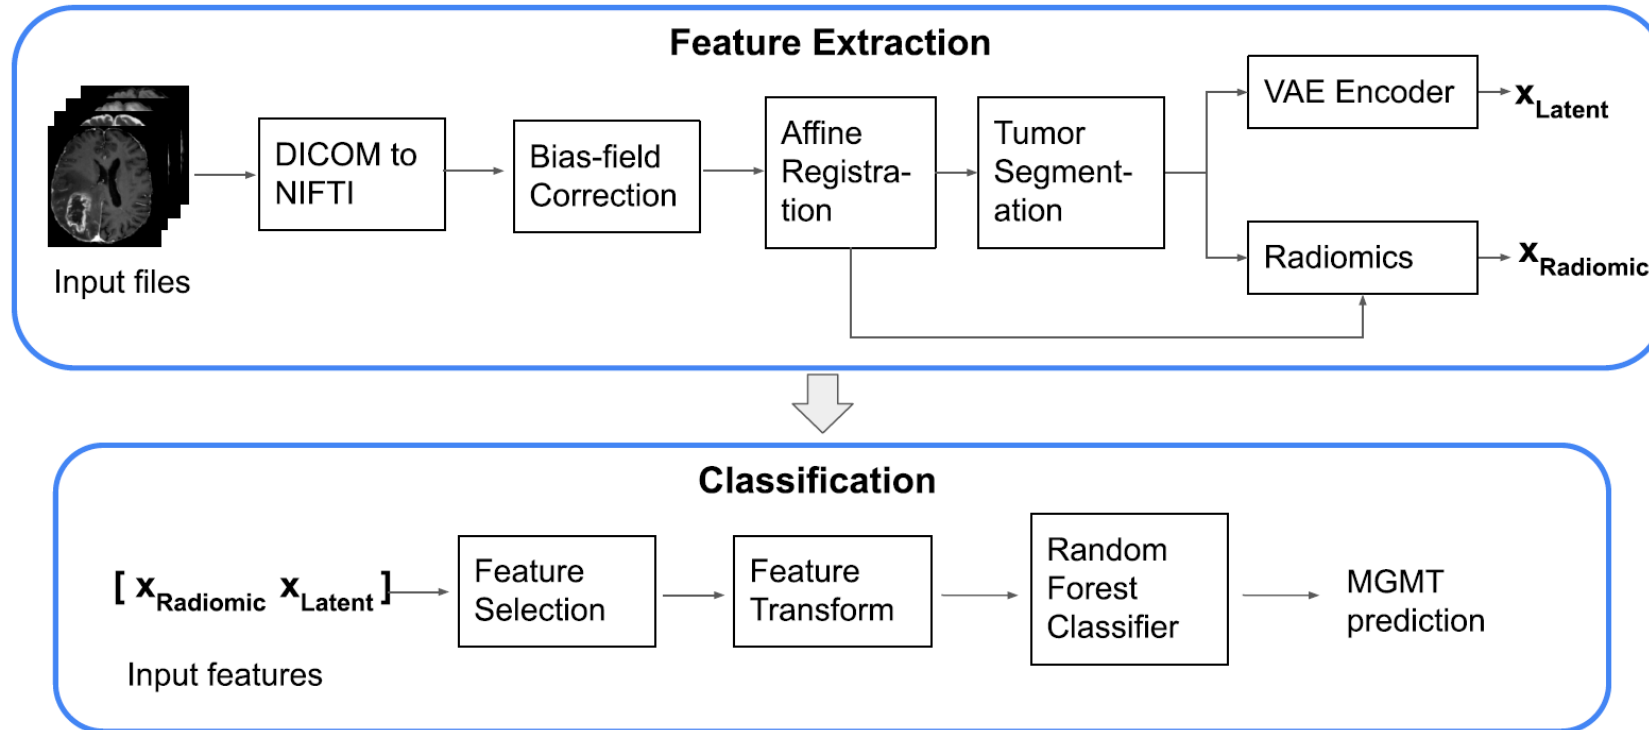 Feature Extraction
Input files
DICOM to
NIFTI
Bias-field
Correction
Affine
Registra-
tion
Tumor
Segment-
ation
VAE Encoder
xLatent
Radiomics
xRadiomic
Classification
[ xRadiomic xLatent ]
Input features
Feature
Selection
Feature
Transform
Random
Forest
Classifier
MGMT
prediction